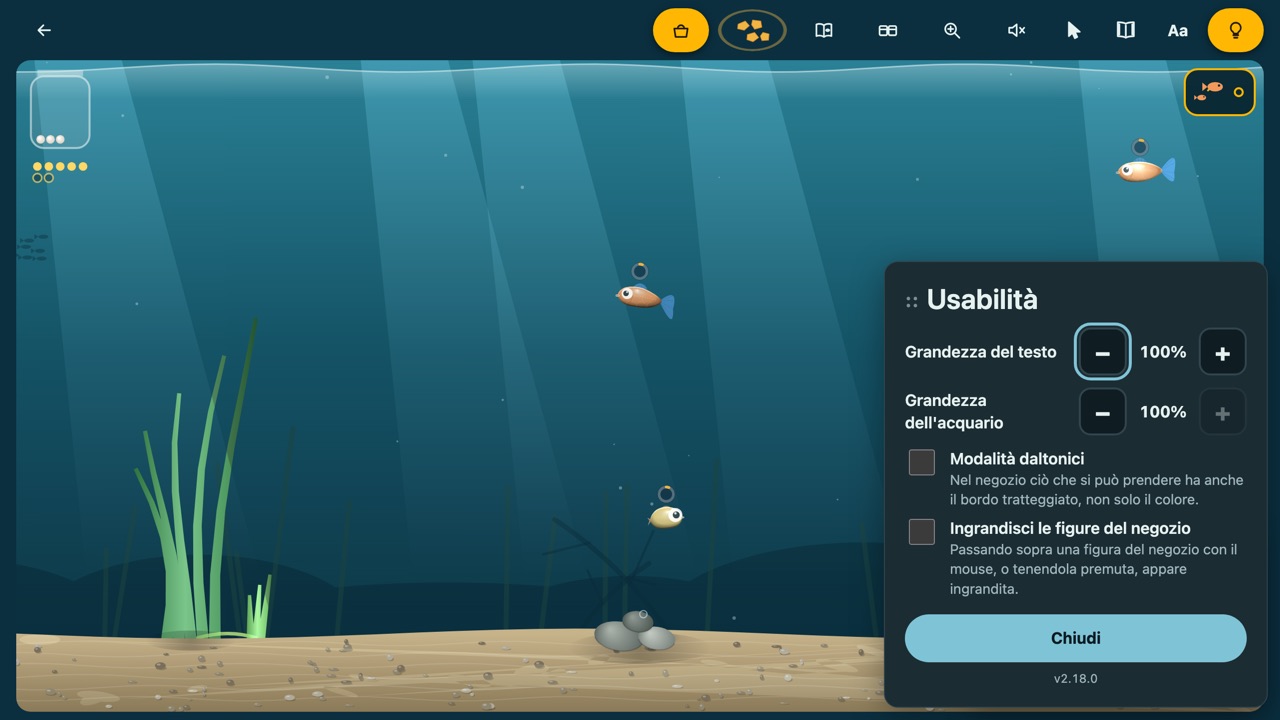 Aa
Usabilità
Grandezza del testo
− 100% +
Grandezza
dell'acquario
− 100% +
Modalità daltonici
Nel negozio ciò che si può prendere ha anche
il bordo tratteggiato, non solo il colore.
Ingrandisci le figure del negozio
Passando sopra una figura del negozio con il
mouse, o tenendola premuta, appare
ingrandita.
Chiudi
v2.18.0